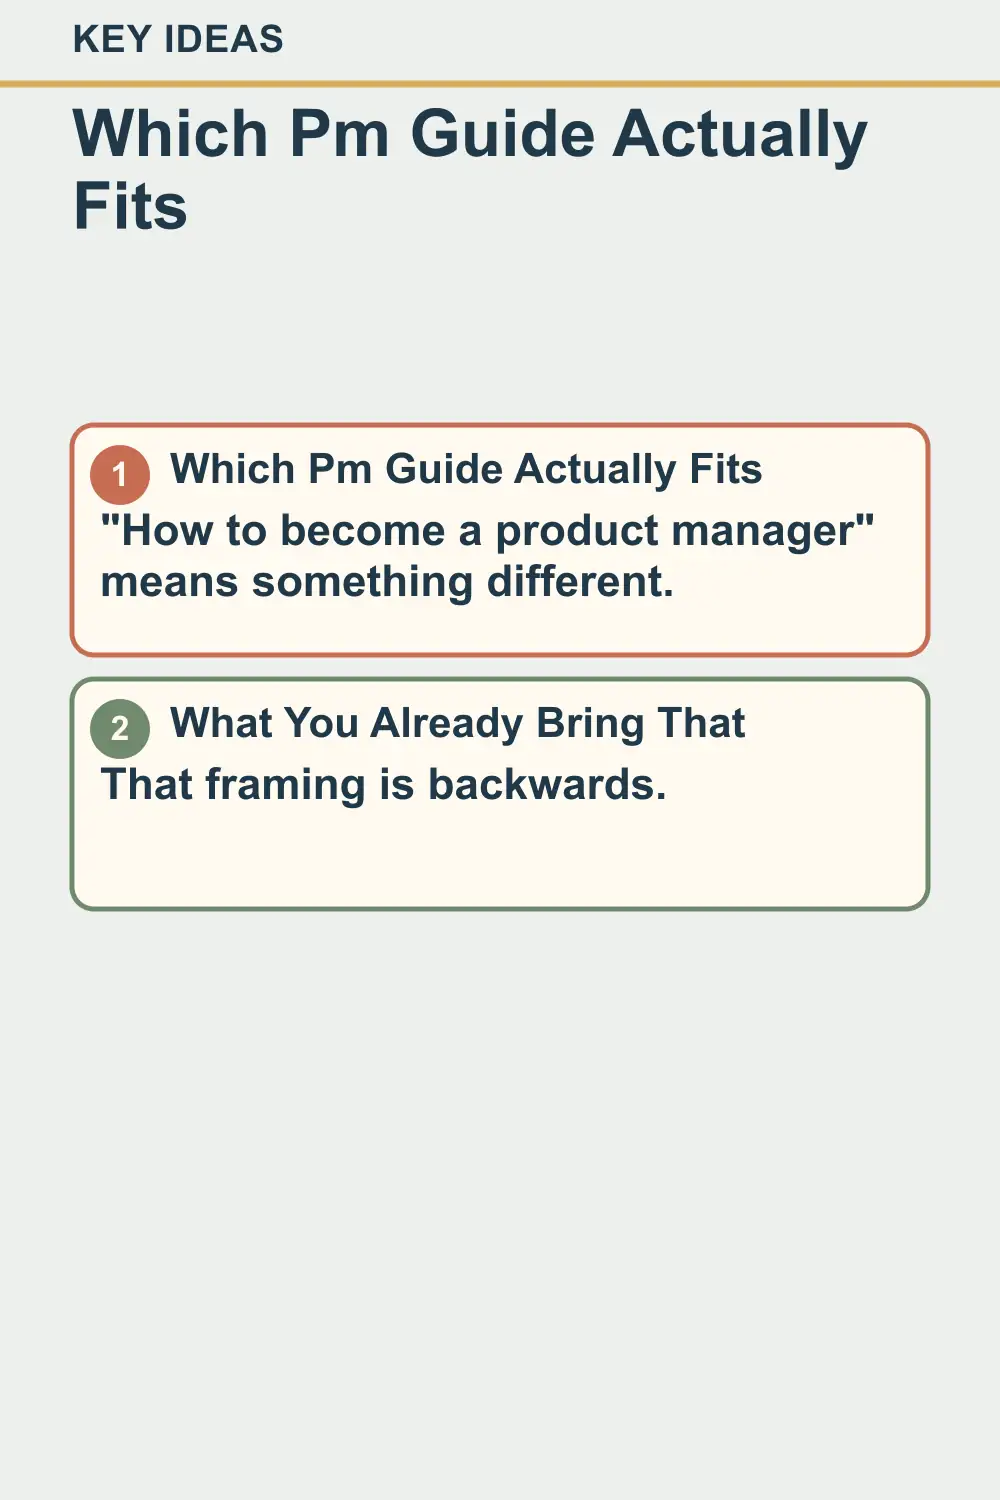 KEY IDEAS
Which Pm Guide Actually
Fits
1 Which Pm Guide Actually Fits
"How to become a product manager"
means something different.
2 What You Already Bring That
That framing is backwards.